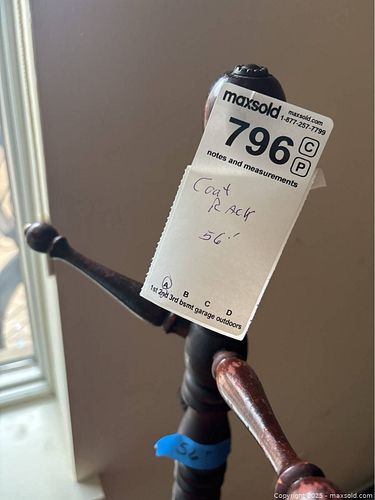 maxsold
maxsold.com
1-877-257-7799
796
C
P
notes and measurements
Coat
Rack
56"
A B C D
1st 2nd 3rd bsmt garage outdoors
56"
Copyright 2025 - maxsold.com